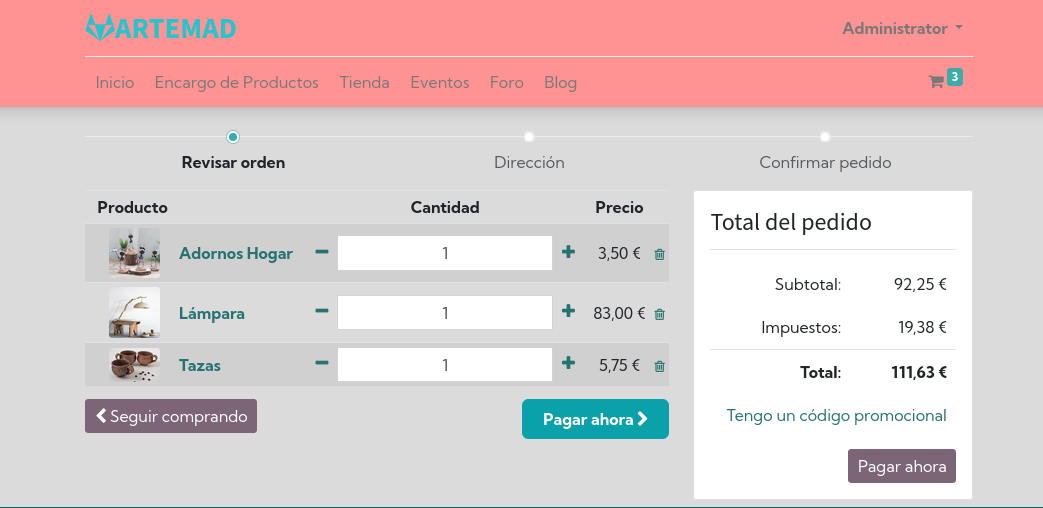 ARTEMAD
Administrator
Inicio Encargo de Productos Tienda Eventos Foro Blog 3
Revisar orden Dirección Confirmar pedido
Producto Cantidad Precio
Adornos Hogar 1 3,50 €
Lámpara 1 83,00 €
Tazas 1 5,75 €
Seguir comprando Pagar ahora
Total del pedido
Subtotal: 92,25 €
Impuestos: 19,38 €
Total: 111,63 €
Tengo un código promocional
Pagar ahora